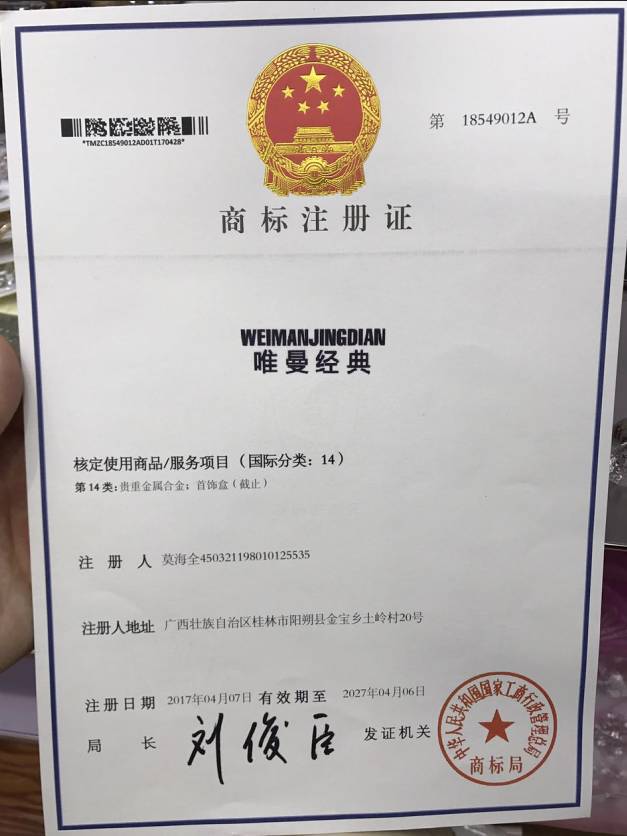 第 18549012A 号
*TMZC18549012AD01T170428*
商标注册证
WEIMANJINGDIAN
唯曼经典
核定使用商品/服务项目（国际分类：14）
第14类:贵重金属合金；首饰盒（截止）
注 册 人 莫海全450321198010125535
注册人地址 广西壮族自治区桂林市阳朔县金宝乡土岭村20号
注册日期 2017年04月07日 有效期至 2027年04月06日
局 长 刘俊臣 发证机关
中华人民共和国国家工商行政管理总局
商标局